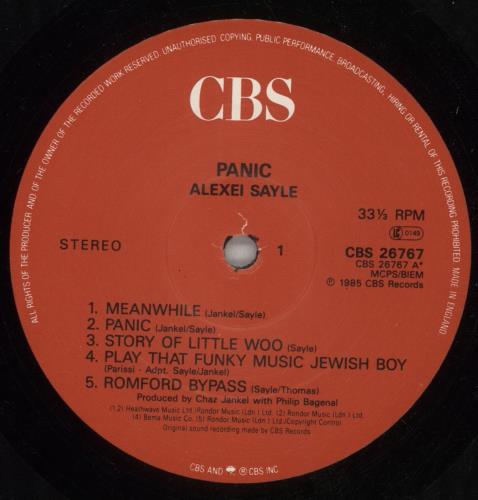 ALL RIGHTS OF THE PRODUCER AND OF THE OWNER OF THE RECORDED WORK RESERVED. UNAUTHORISED COPYING, PUBLIC PERFORMANCE, BROADCASTING, HIRING OR RENTAL OF THIS RECORDING PROHIBITED. MADE IN ENGLAND.
CBS
PANIC
ALEXEI SAYLE
33⅓ RPM
LC 0149
STEREO
1
CBS 26767
CBS 26767 A*
MCPS/BIEM
℗ 1985 CBS Records
1. MEANWHILE (Jankel/Sayle)
2. PANIC (Jankel/Sayle)
3. STORY OF LITTLE WOO (Sayle)
4. PLAY THAT FUNKY MUSIC JEWISH BOY
(Parissi - Adpt. Sayle/Jankel)
5. ROMFORD BYPASS (Sayle/Thomas)
Produced by Chaz Jankel with Philip Bagenal
(1,2) Heathwave Music Ltd./Rondor Music (Ldn.) Ltd. (2) Rondor Music (Ldn.) Ltd.
(4) Bema Music Co. (5) Rondor Music (Ldn.) Ltd./Copyright Control
Original sound recording made by CBS Records
CBS AND ® CBS INC